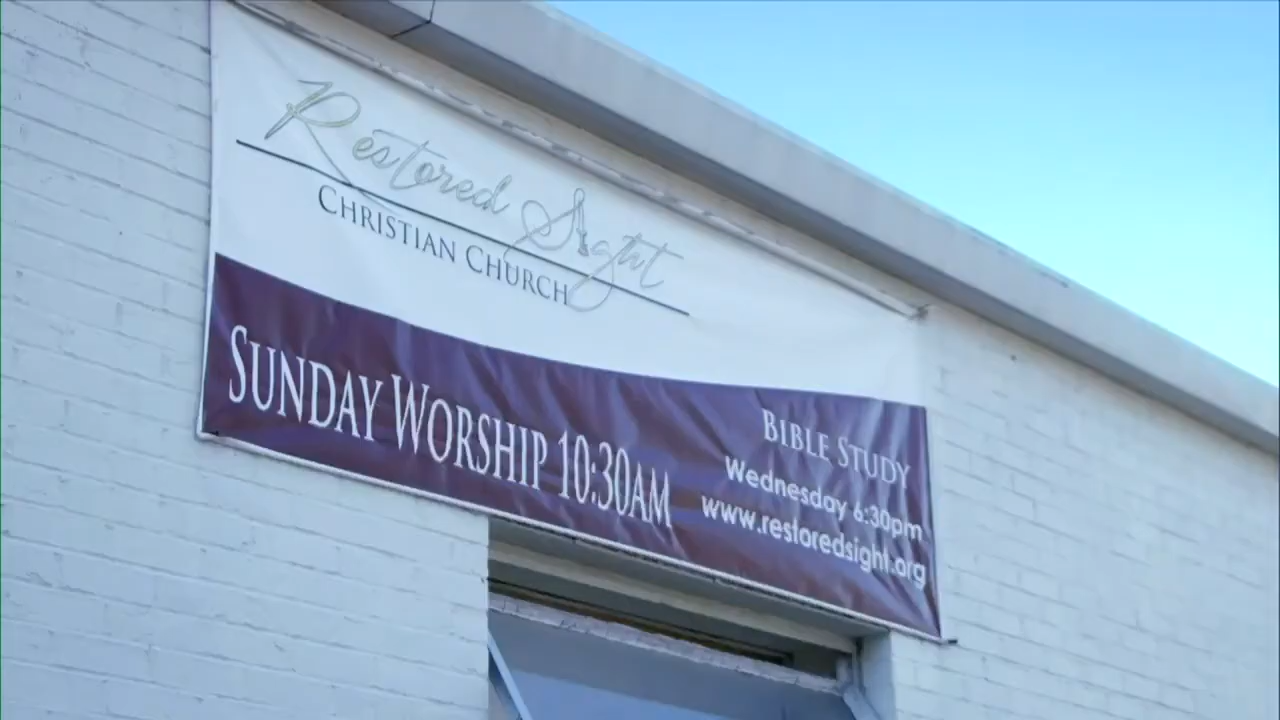 Restored Sight
CHRISTIAN CHURCH
SUNDAY WORSHIP 10:30AM
BIBLE STUDY
Wednesday 6:30pm
www.restoredsight.org